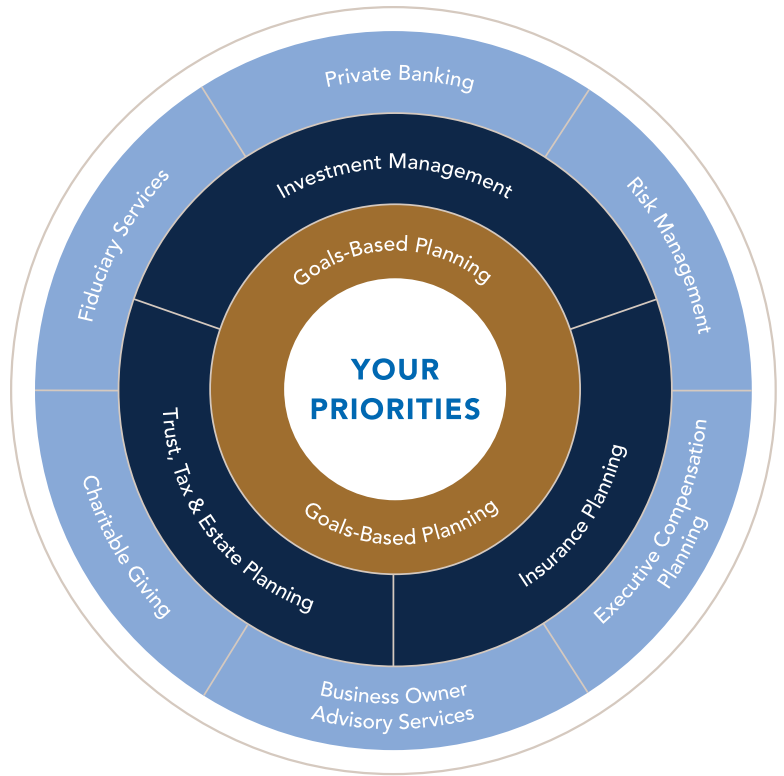 Private Banking
Risk Management
Executive Compensation
Planning
Business Owner
Advisory Services
Charitable Giving
Fiduciary Services
Investment Management
Insurance Planning
Trust, Tax & Estate Planning
Goals-Based Planning
YOUR
PRIORITIES
Goals-Based Planning